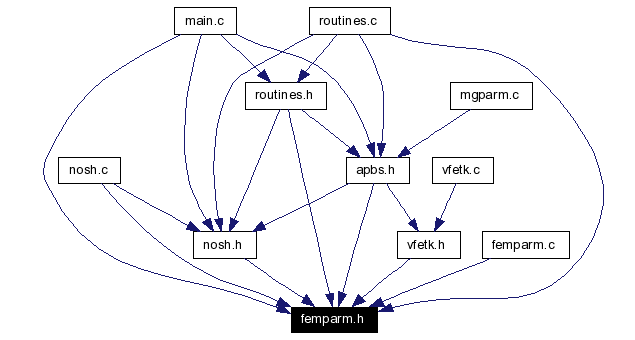 main.c
routines.c
routines.h
mgparm.c
nosh.c
apbs.h
vfetk.c
nosh.h
vfetk.h
femparm.c
femparm.h